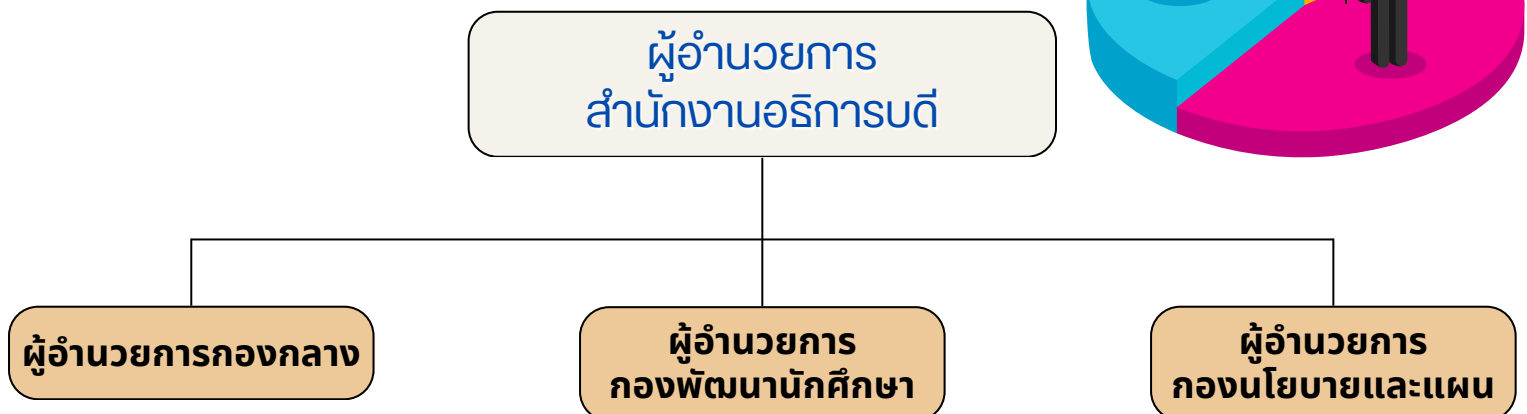 ผู้อำนวยการ
สำนักงานอธิการบดี
ผู้อำนวยการกองกลาง
ผู้อำนวยการ
กองพัฒนานักศึกษา
ผู้อำนวยการ
กองนโยบายและแผน